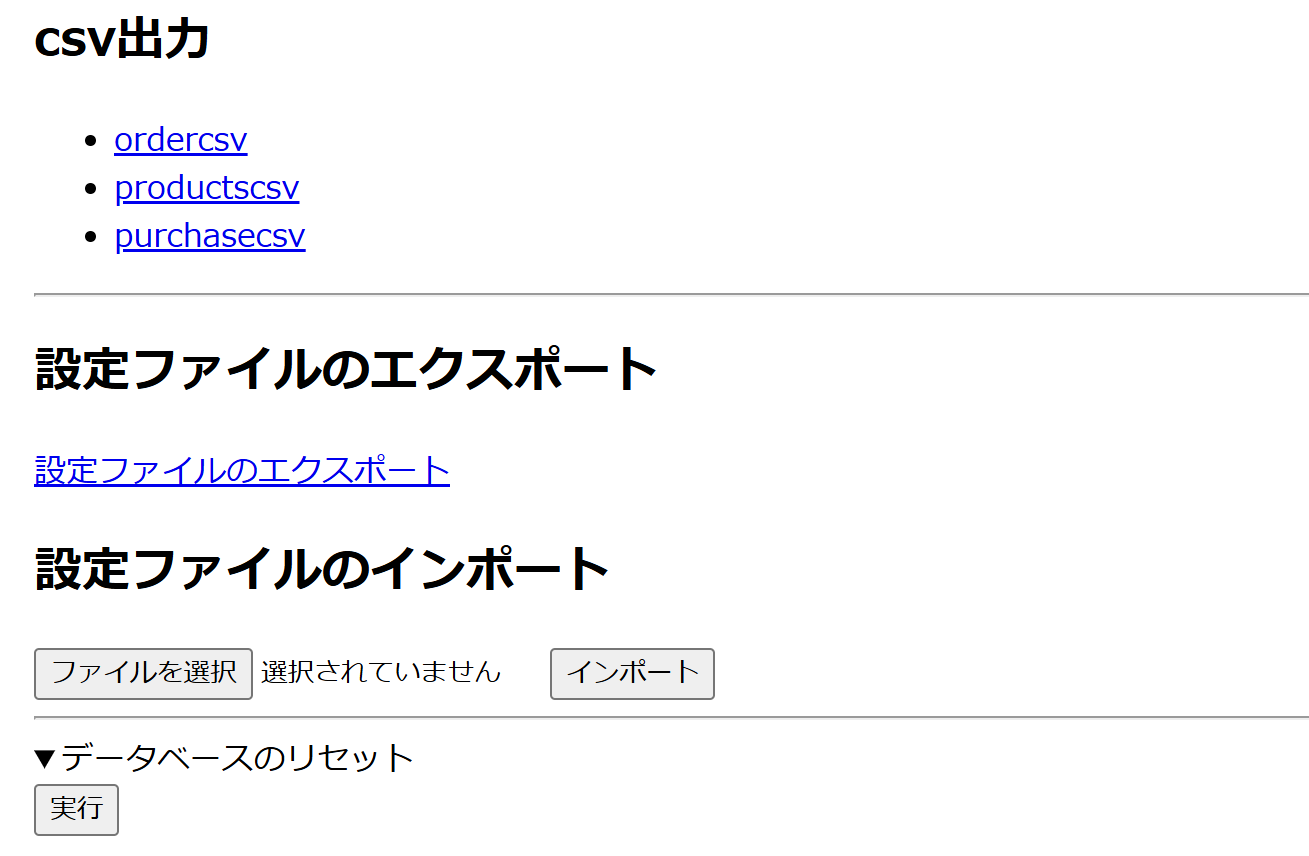 csv出力
ordercsv
productscsv
purchasecsv
設定ファイルのエクスポート
設定ファイルのエクスポート
設定ファイルのインポート
ファイルを選択 選択されていません インポート
▼データベースのリセット
実行